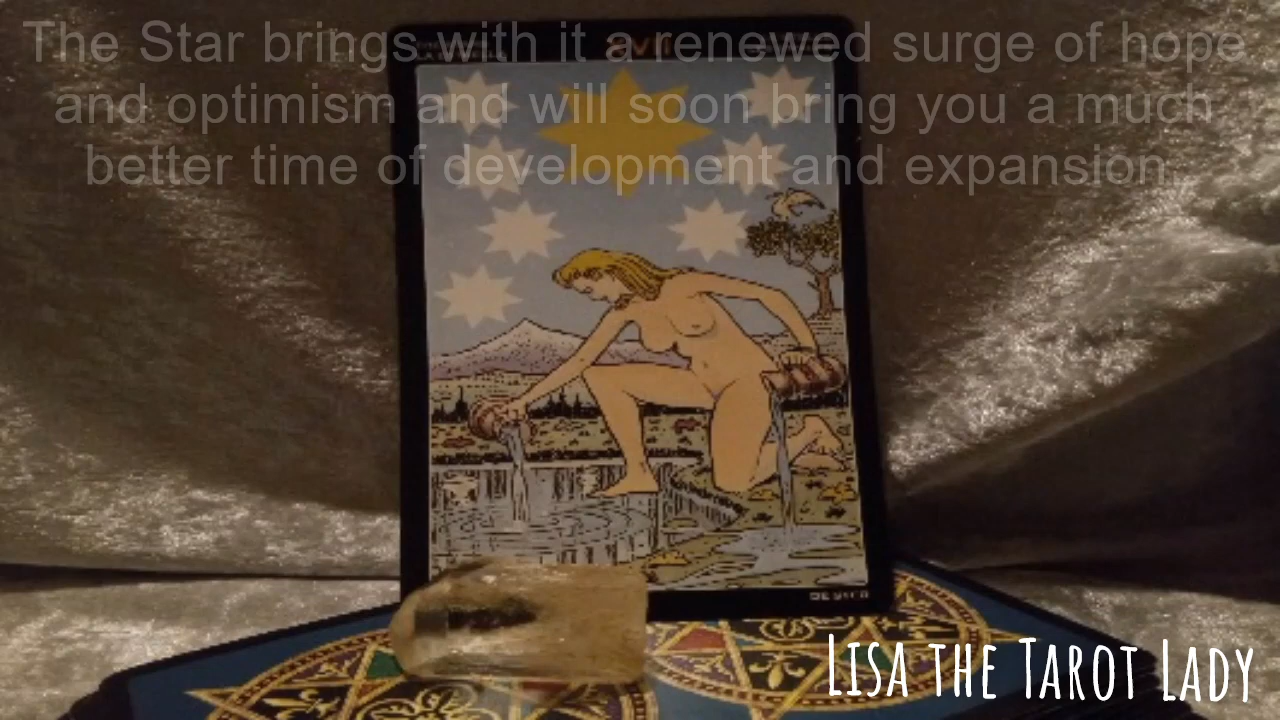 The Star brings with it a renewed surge of hope
and optimism and will soon bring you a much
better time of development and expansion.
XVII
Lisa the Tarot Lady